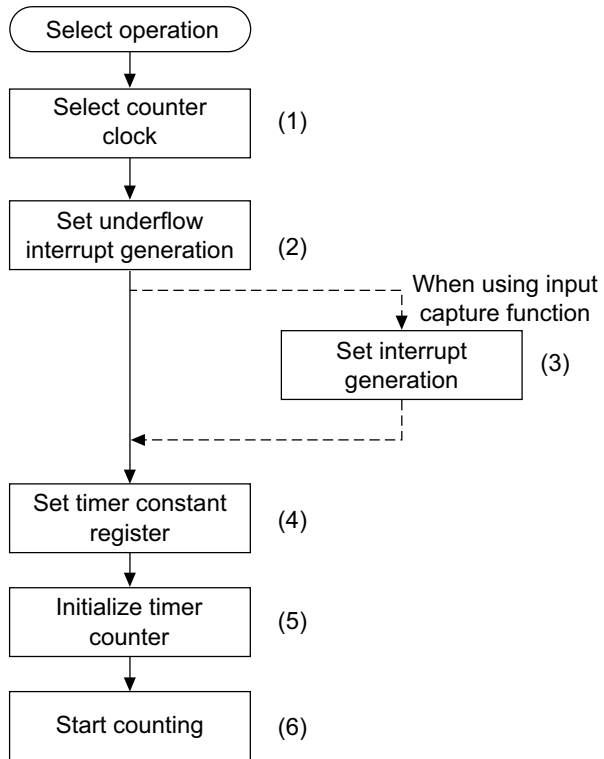 Select operation
Select counter
clock
(1)
Set underflow
interrupt generation
(2)
When using input
capture function
Set interrupt
generation
(3)
Set timer constant
register
(4)
Initialize timer
counter
(5)
Start counting
(6)